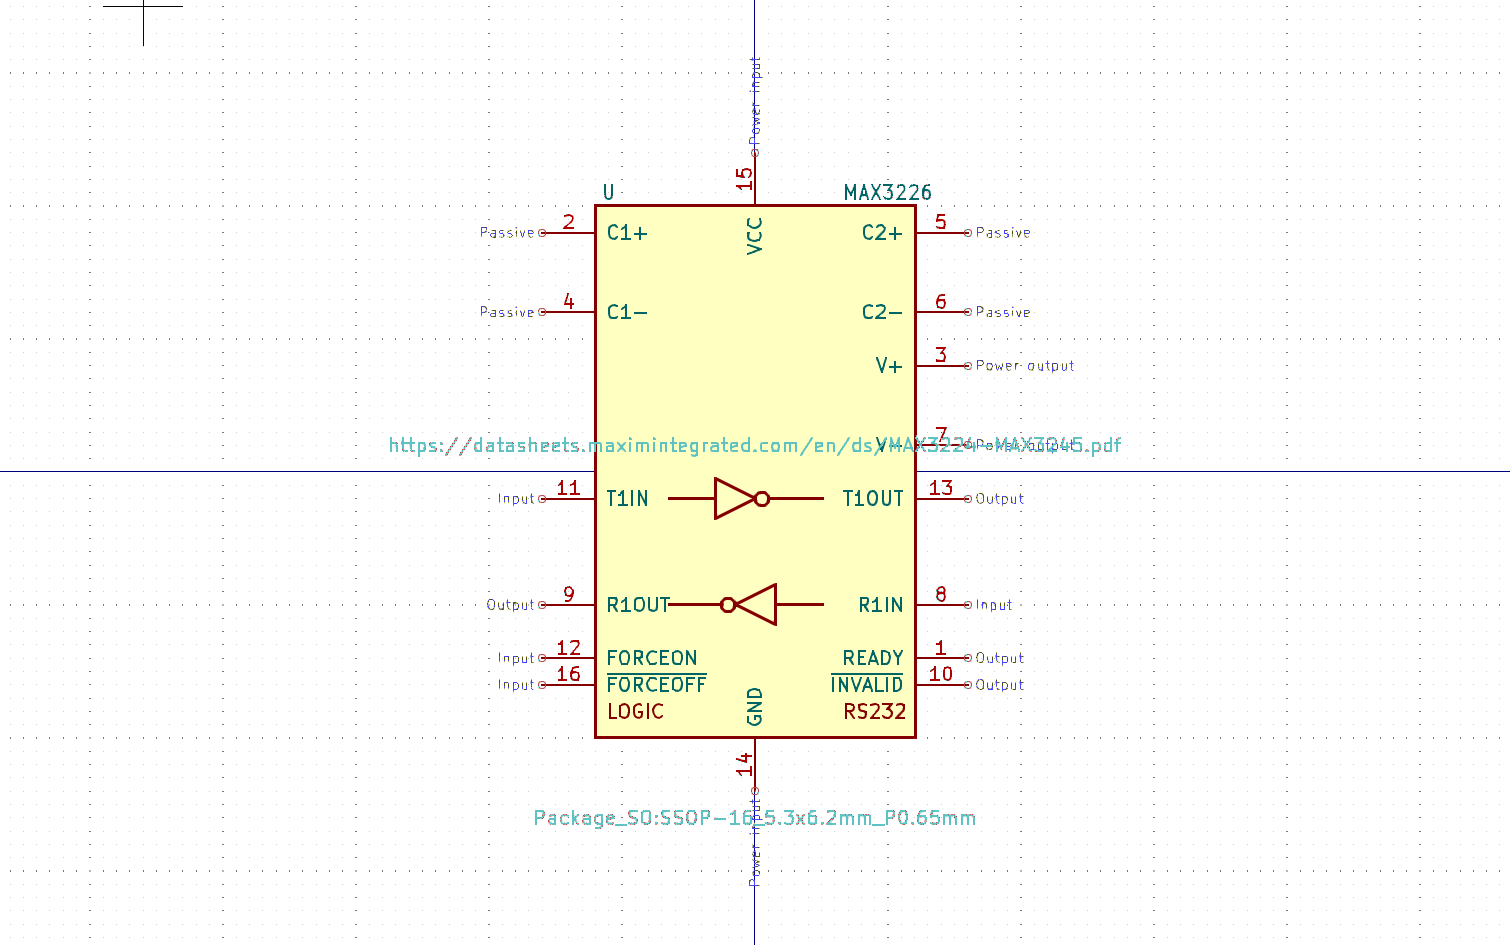 Power input
15
U
MAX3226
2
5
Passive
C1+
VCC
C2+
Passive
4
6
Passive
C1-
C2-
Passive
3
V+
Power output
7
https://datasheets.maximintegrated.com/en/ds/MAX3224-MAX3245.pdf
V-
Power output
11
13
Input
T1IN
T1OUT
Output
9
8
Output
R1OUT
R1IN
Input
12
1
Input
FORCEON
READY
Output
16
10
Input
FORCEOFF
INVALID
Output
LOGIC
GND
RS232
14
Package_SO:SSOP-16_5.3x6.2mm_P0.65mm
Power input